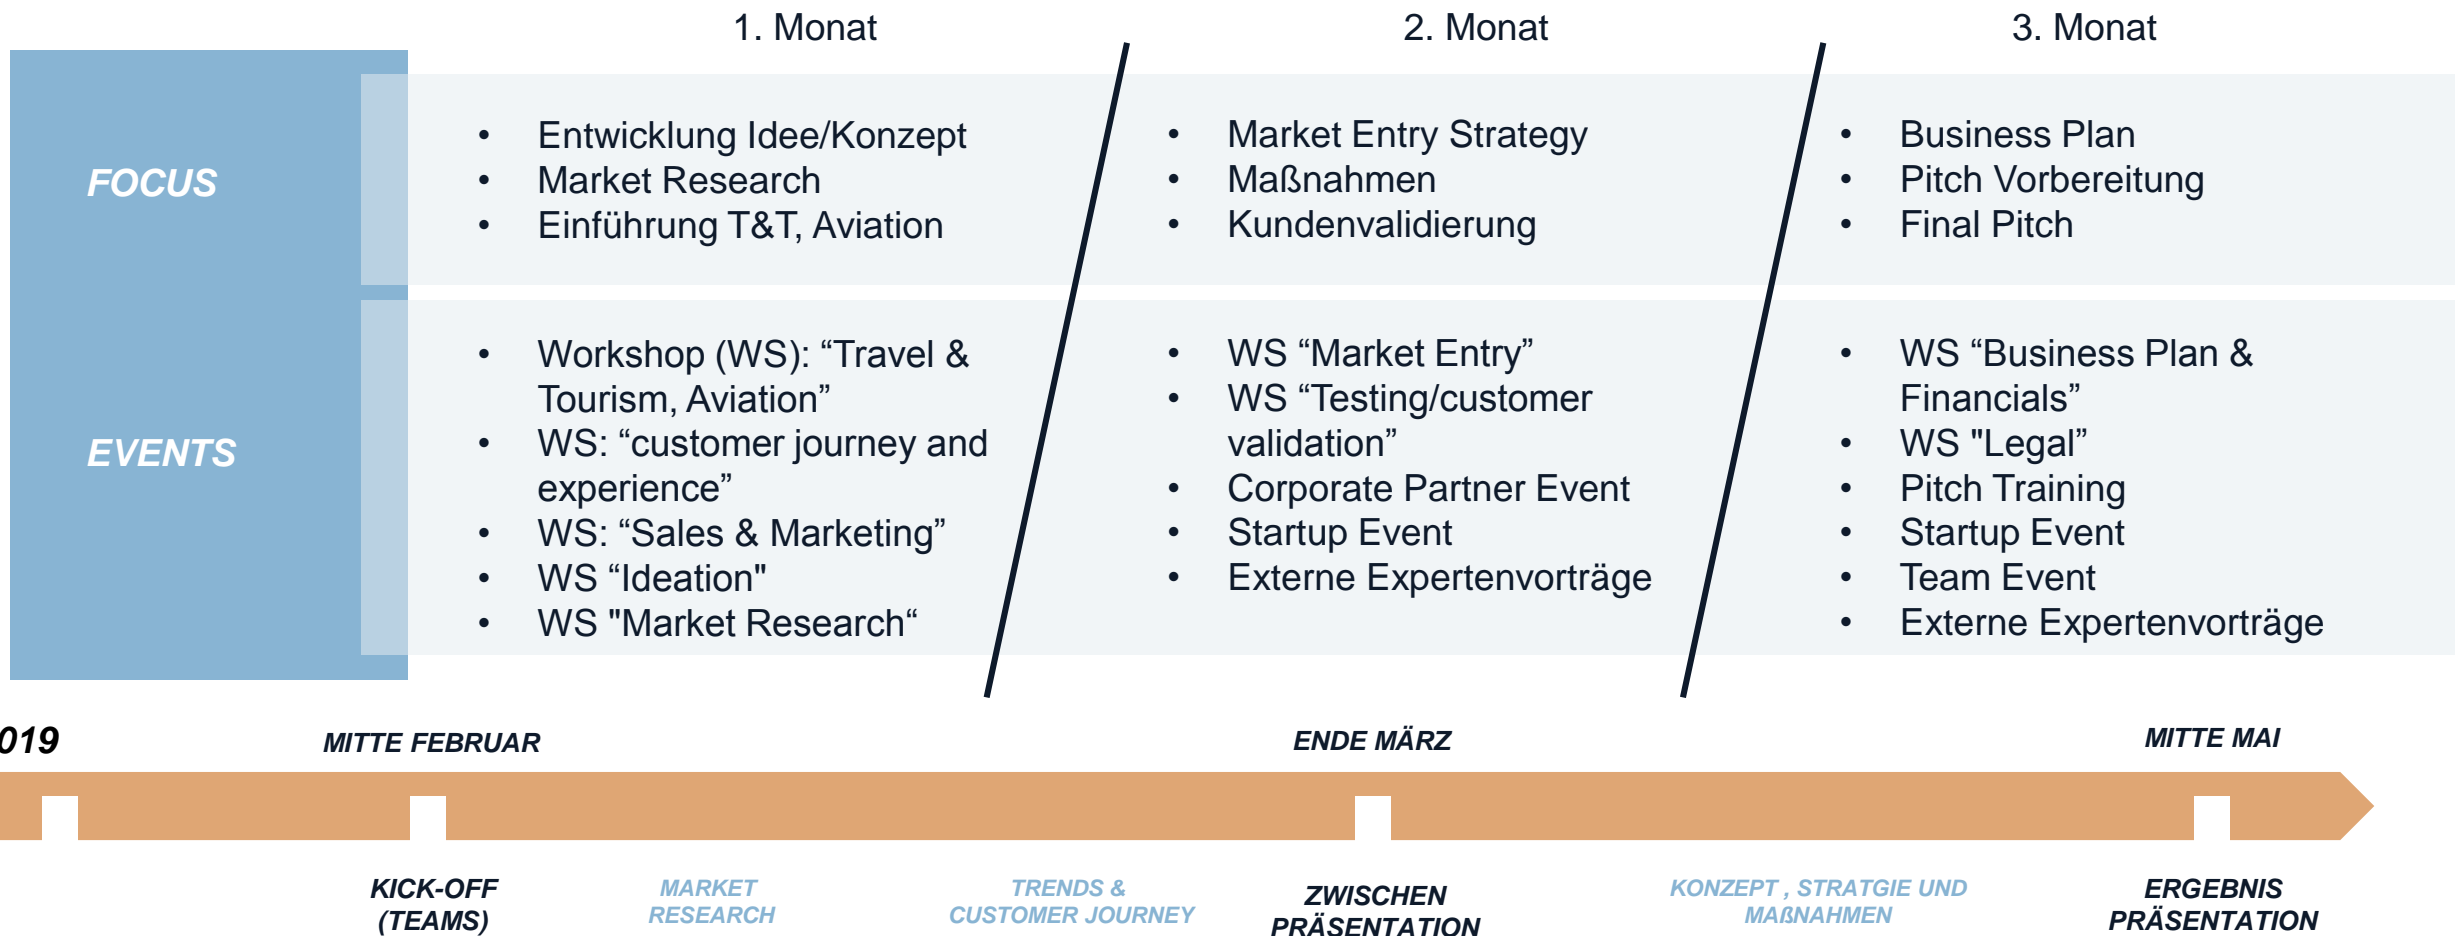 1. Monat
2. Monat
3. Monat
FOCUS
• Entwicklung Idee/Konzept
• Market Research
• Einführung T&T, Aviation
• Market Entry Strategy
• Maßnahmen
• Kundenvalidierung
• Business Plan
• Pitch Vorbereitung
• Final Pitch
EVENTS
• Workshop (WS): “Travel &
Tourism, Aviation”
• WS: “customer journey and
experience”
• WS: “Sales & Marketing”
• WS “Ideation"
• WS "Market Research“
• WS “Market Entry”
• WS “Testing/customer
validation”
• Corporate Partner Event
• Startup Event
• Externe Expertenvorträge
• WS “Business Plan &
Financials”
• WS "Legal”
• Pitch Training
• Startup Event
• Team Event
• Externe Expertenvorträge
019
MITTE FEBRUAR
ENDE MÄRZ
MITTE MAI
KICK-OFF
(TEAMS)
MARKET
RESEARCH
TRENDS &
CUSTOMER JOURNEY
ZWISCHEN
PRÄSENTATION
KONZEPT , STRATGIE UND
MAßNAHMEN
ERGEBNIS
PRÄSENTATION